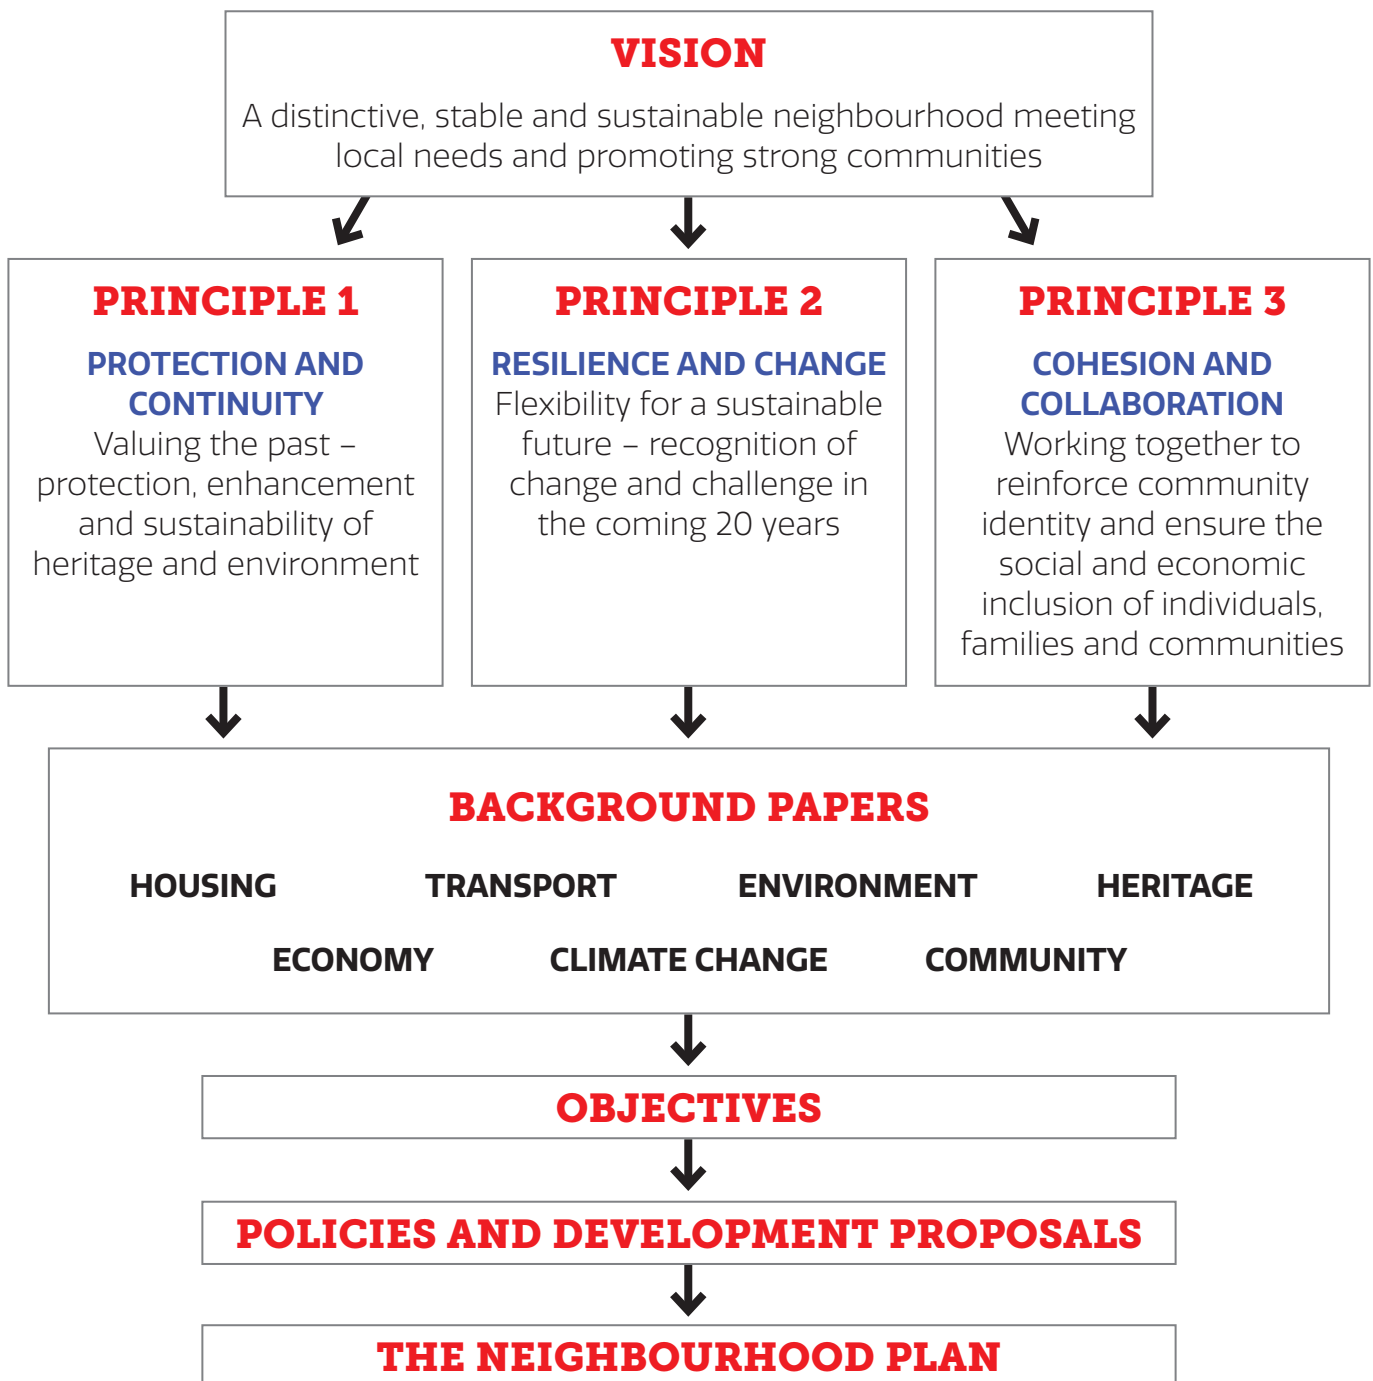 VISION
A distinctive, stable and sustainable neighbourhood meeting
local needs and promoting strong communities
PRINCIPLE 1
PROTECTION AND
CONTINUITY
Valuing the past –
protection, enhancement
and sustainability of
heritage and environment
PRINCIPLE 2
RESILIENCE AND CHANGE
Flexibility for a sustainable
future – recognition of
change and challenge in
the coming 20 years
PRINCIPLE 3
COHESION AND
COLLABORATION
Working together to
reinforce community
identity and ensure the
social and economic
inclusion of individuals,
families and communities
BACKGROUND PAPERS
HOUSING TRANSPORT ENVIRONMENT HERITAGE
ECONOMY CLIMATE CHANGE COMMUNITY
OBJECTIVES
POLICIES AND DEVELOPMENT PROPOSALS
THE NEIGHBOURHOOD PLAN